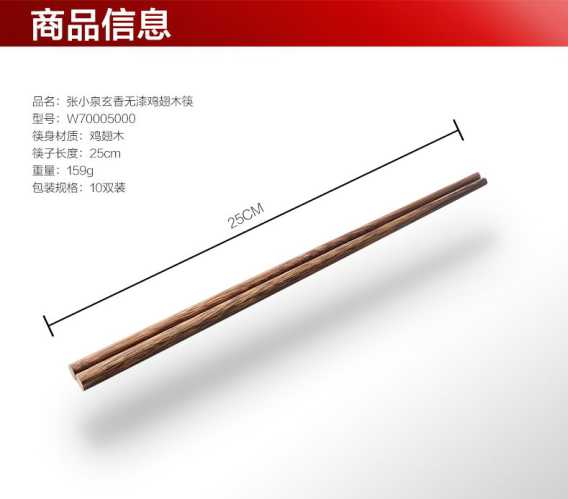 商品信息
品名：张小泉玄香无漆鸡翅木筷
型号：W70005000
筷身材质：鸡翅木
筷子长度：25cm
重量：159g
包装规格：10双装
25CM